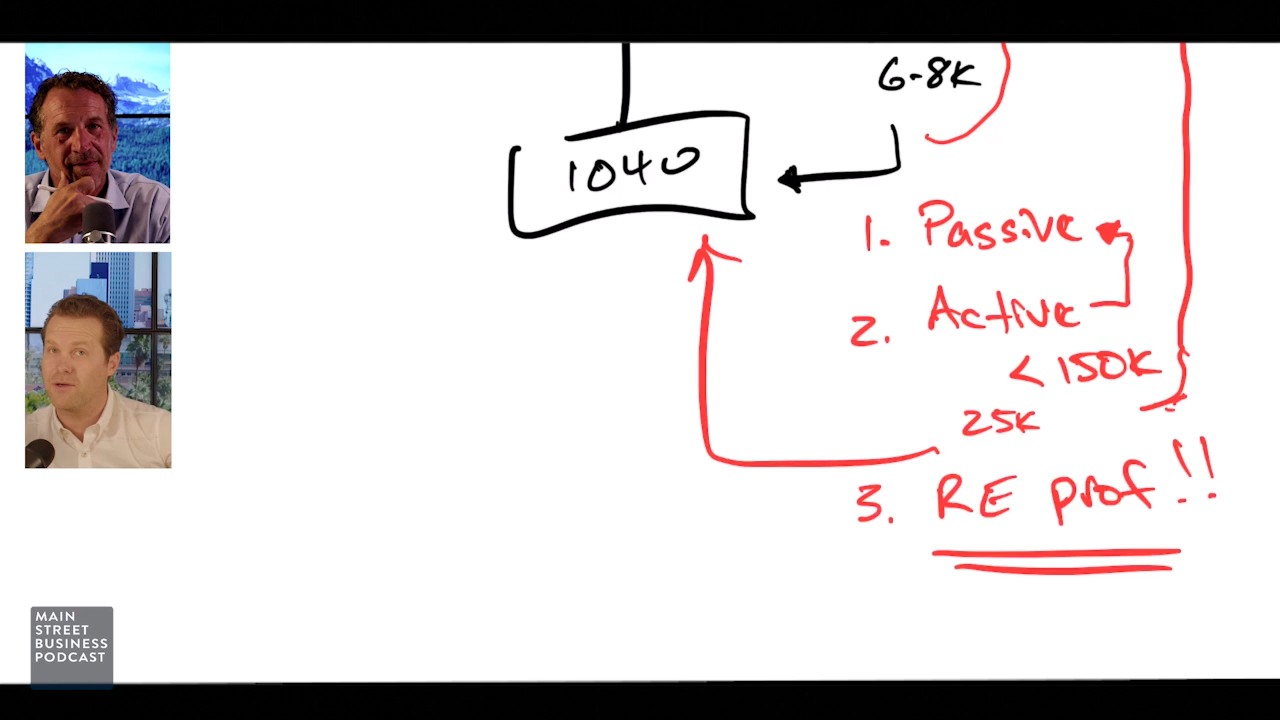 6-8K
1040
1. Passive
2. Active
< 150K
25K
3. RE prof!!
MAIN
STREET
BUSINESS
PODCAST